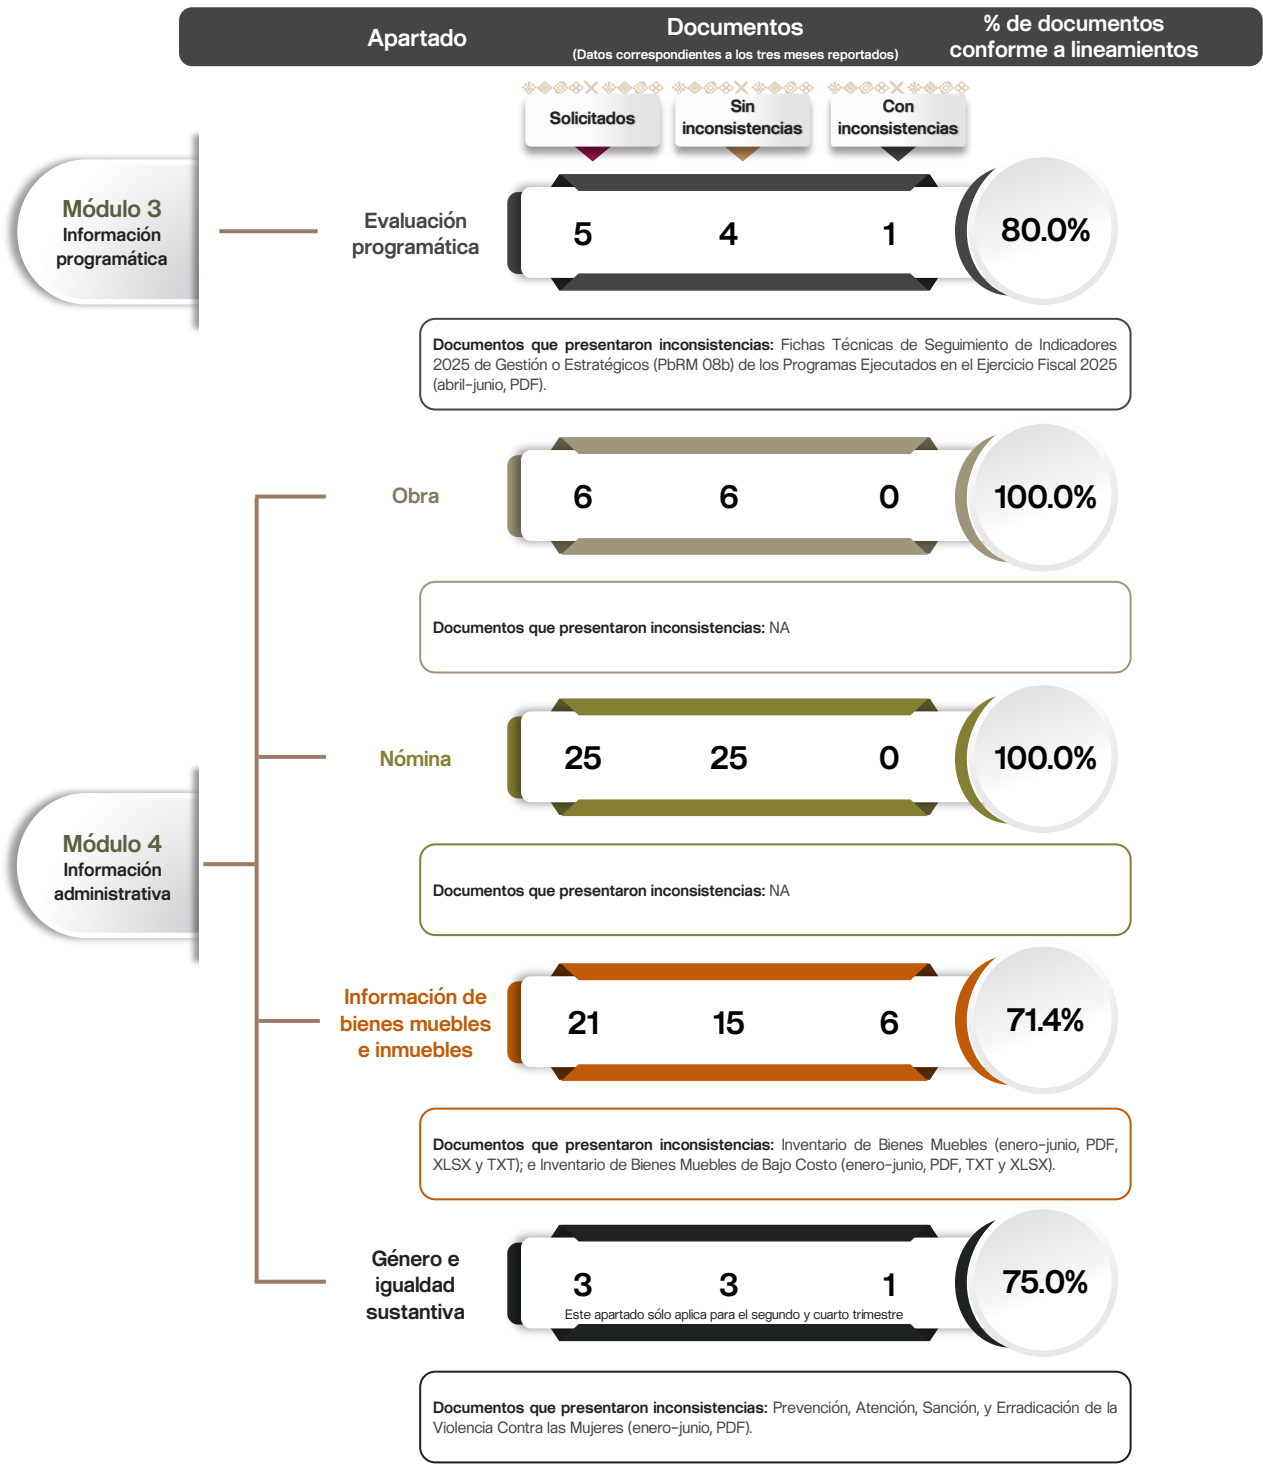 Apartado
Documentos
(Datos correspondientes a los tres meses reportados)
% de documentos
conforme a lineamientos
Solicitados
Sin
inconsistencias
Con
inconsistencias
Módulo 3
Información
programática
Evaluación
programática
5 4 1 80.0%
Documentos que presentaron inconsistencias: Fichas Técnicas de Seguimiento de Indicadores
2025 de Gestión o Estratégicos (PbRM 08b) de los Programas Ejecutados en el Ejercicio Fiscal 2025
(abril-junio, PDF).
Obra
6 6 0 100.0%
Documentos que presentaron inconsistencias: NA
Nómina
25 25 0 100.0%
Módulo 4
Información
administrativa
Documentos que presentaron inconsistencias: NA
Información de
bienes muebles
e inmuebles
21 15 6 71.4%
Documentos que presentaron inconsistencias: Inventario de Bienes Muebles (enero-junio, PDF,
XLSX y TXT); e Inventario de Bienes Muebles de Bajo Costo (enero-junio, PDF, TXT y XLSX).
Género e
igualdad
sustantiva
3 3 1 75.0%
Este apartado sólo aplica para el segundo y cuarto trimestre
Documentos que presentaron inconsistencias: Prevención, Atención, Sanción, y Erradicación de la
Violencia Contra las Mujeres (enero-junio, PDF).